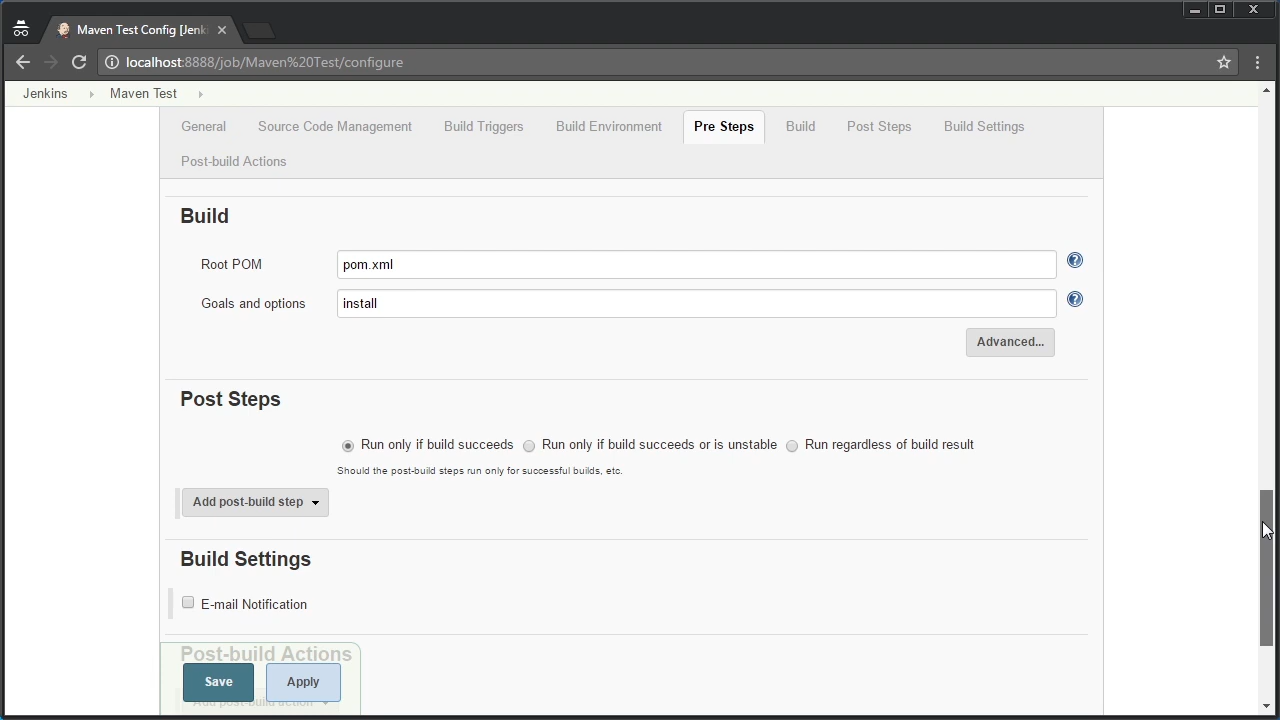 Maven Test Config [Jenk
localhost:8888/job/Maven%20Test/configure
Jenkins Maven Test
General Source Code Management Build Triggers Build Environment Pre Steps Build Post Steps Build Settings
Post-build Actions
Build
Root POM pom.xml
Goals and options install
Advanced...
Post Steps
Run only if build succeeds Run only if build succeeds or is unstable Run regardless of build result
Should the post-build steps run only for successful builds, etc.
Add post-build step
Build Settings
E-mail Notification
Post-build Actions
Save Apply
Add post-build action